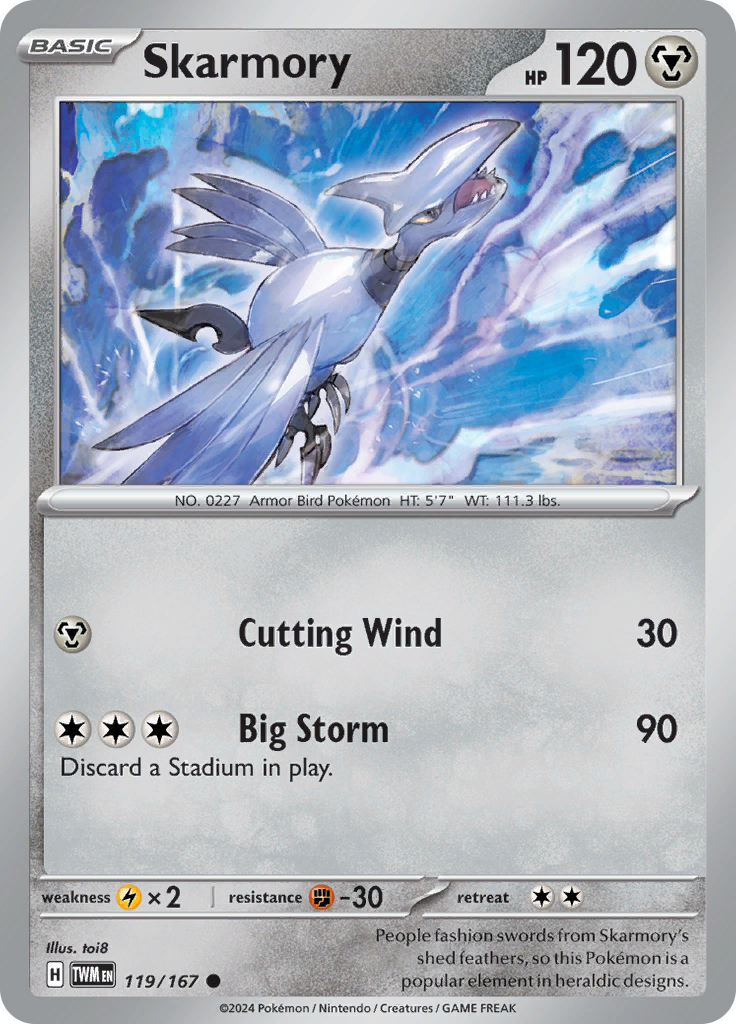 BASIC
Skarmory
HP 120
NO. 0227 Armor Bird Pokémon HT: 5'7" WT: 111.3 lbs.
Cutting Wind 30
Big Storm 90
Discard a Stadium in play.
weakness ×2 resistance -30 retreat
Illus. toi8
People fashion swords from Skarmory's
shed feathers, so this Pokémon is a
popular element in heraldic designs.
H TWM EN 119/167
©2024 Pokémon / Nintendo / Creatures / GAME FREAK